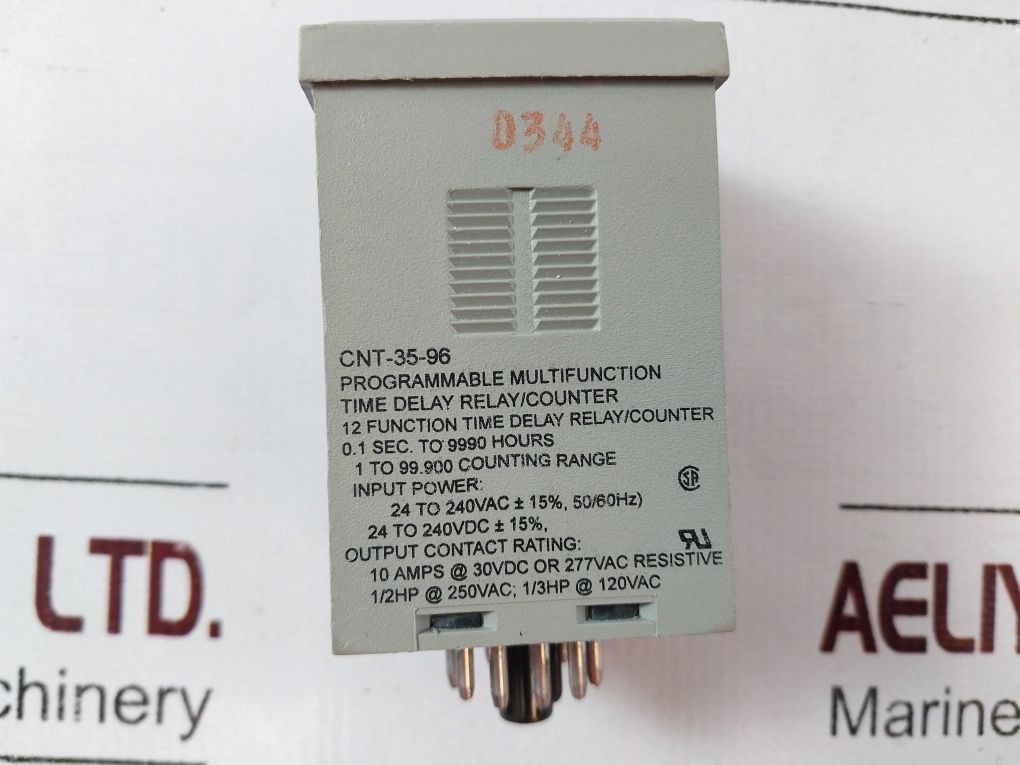 0344
CNT-35-96
PROGRAMMABLE MULTIFUNCTION
TIME DELAY RELAY/COUNTER
12 FUNCTION TIME DELAY RELAY/COUNTER
0.1 SEC. TO 9990 HOURS
1 TO 99.900 COUNTING RANGE
INPUT POWER:
24 TO 240VAC ± 15%, 50/60Hz)
24 TO 240VDC ± 15%,
OUTPUT CONTACT RATING:
10 AMPS @ 30VDC OR 277VAC RESISTIVE
1/2HP @ 250VAC; 1/3HP @ 120VAC
LTD.
chinery
AELIY
Marine